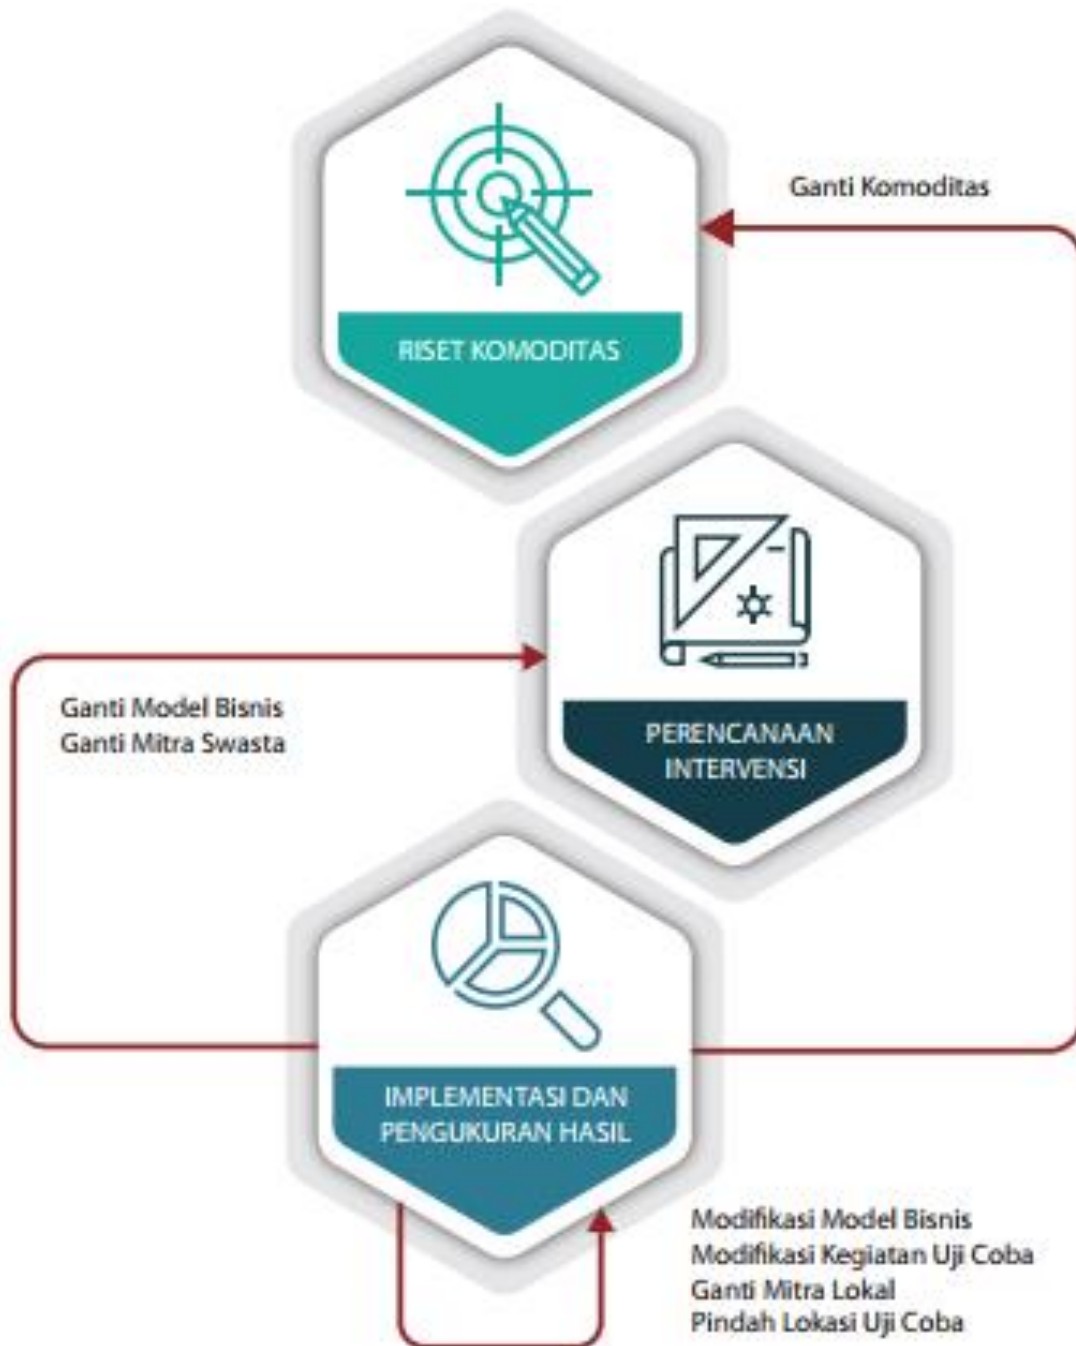 Ganti Komoditas
RISET KOMODITAS
PERENCANAAN
INTERVENSI
Ganti Model Bisnis
Ganti Mitra Swasta
IMPLEMENTASI DAN
PENGUKURAN HASIL
Modifikasi Model Bisnis
Modifikasi Kegiatan Uji Coba
Ganti Mitra Lokal
Pindah Lokasi Uji Coba